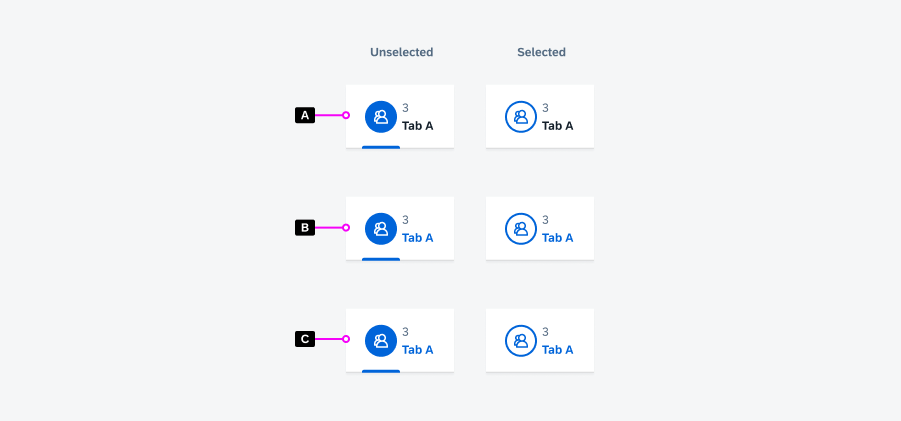 Unselected Selected
A 3 3
Tab A Tab A
B 3 3
Tab A Tab A
C 3 3
Tab A Tab A